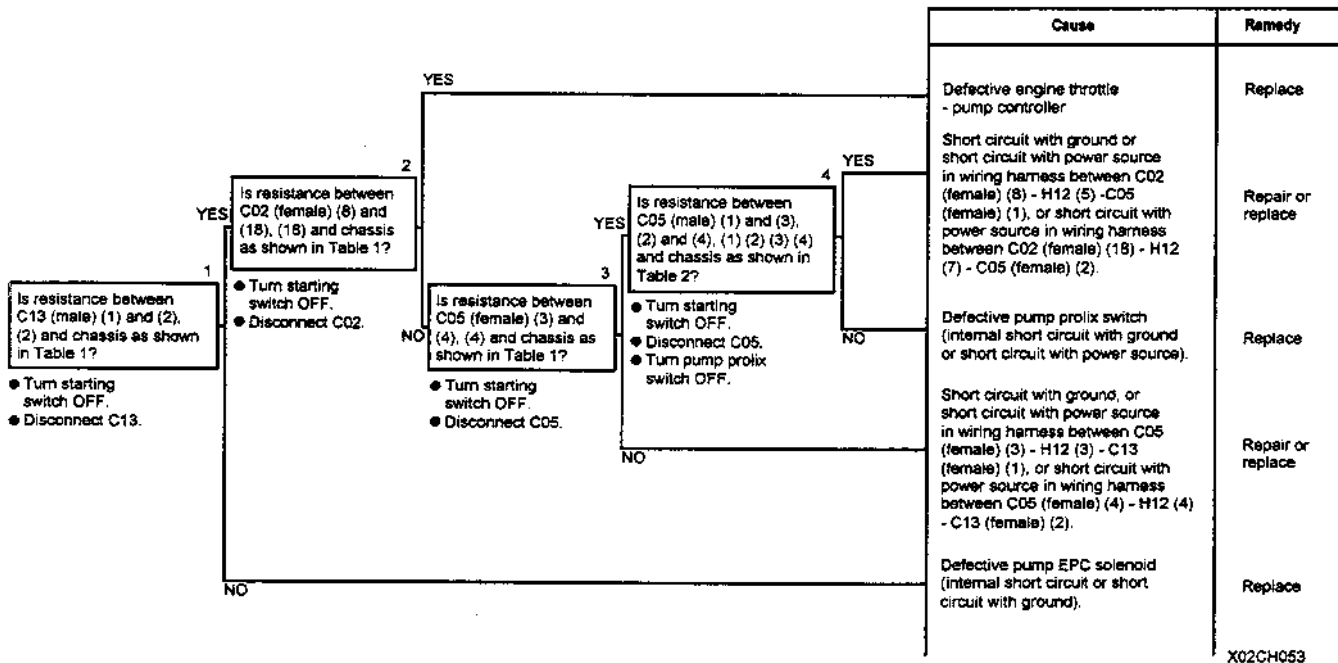 Cause
Remedy
YES
Defective engine throttle
- pump controller
Replace
2
Is resistance between
C02 (female) (8) and
(18), (18) and chassis
as shown in Table 1?
YES
● Turn starting
switch OFF.
● Disconnect C02.
4
YES
Is resistance between
C05 (male) (1) and (3),
(2) and (4), (1) (2) (3) (4)
and chassis as shown in
Table 2?
YES
● Turn starting
switch OFF.
● Disconnect C05.
● Turn pump prolix
switch OFF.
Short circuit with ground or
short circuit with power source
in wiring harness between C02
(female) (8) - H12 (5) -C05
(female) (1), or short circuit with
power source in wiring harness
between C02 (female) (18) - H12
(7) - C05 (female) (2).
Repair or
replace
1
Is resistance between
C13 (male) (1) and (2),
(2) and chassis as shown
in Table 1?
● Turn starting
switch OFF.
● Disconnect C13.
3
Is resistance between
C05 (female) (3) and
(4), (4) and chassis as
shown in Table 1?
NO
● Turn starting
switch OFF.
● Disconnect C05.
NO
Defective pump prolix switch
(internal short circuit with ground
or short circuit with power source).
Replace
NO
Short circuit with ground, or
short circuit with power source
in wiring harness between C05
(female) (3) - H12 (3) - C13
(female) (1), or short circuit with
power source in wiring harness
between C05 (female) (4) - H12 (4)
- C13 (female) (2).
Repair or
replace
NO
Defective pump EPC solenoid
(internal short circuit or short
circuit with ground).
Replace
X02CH053